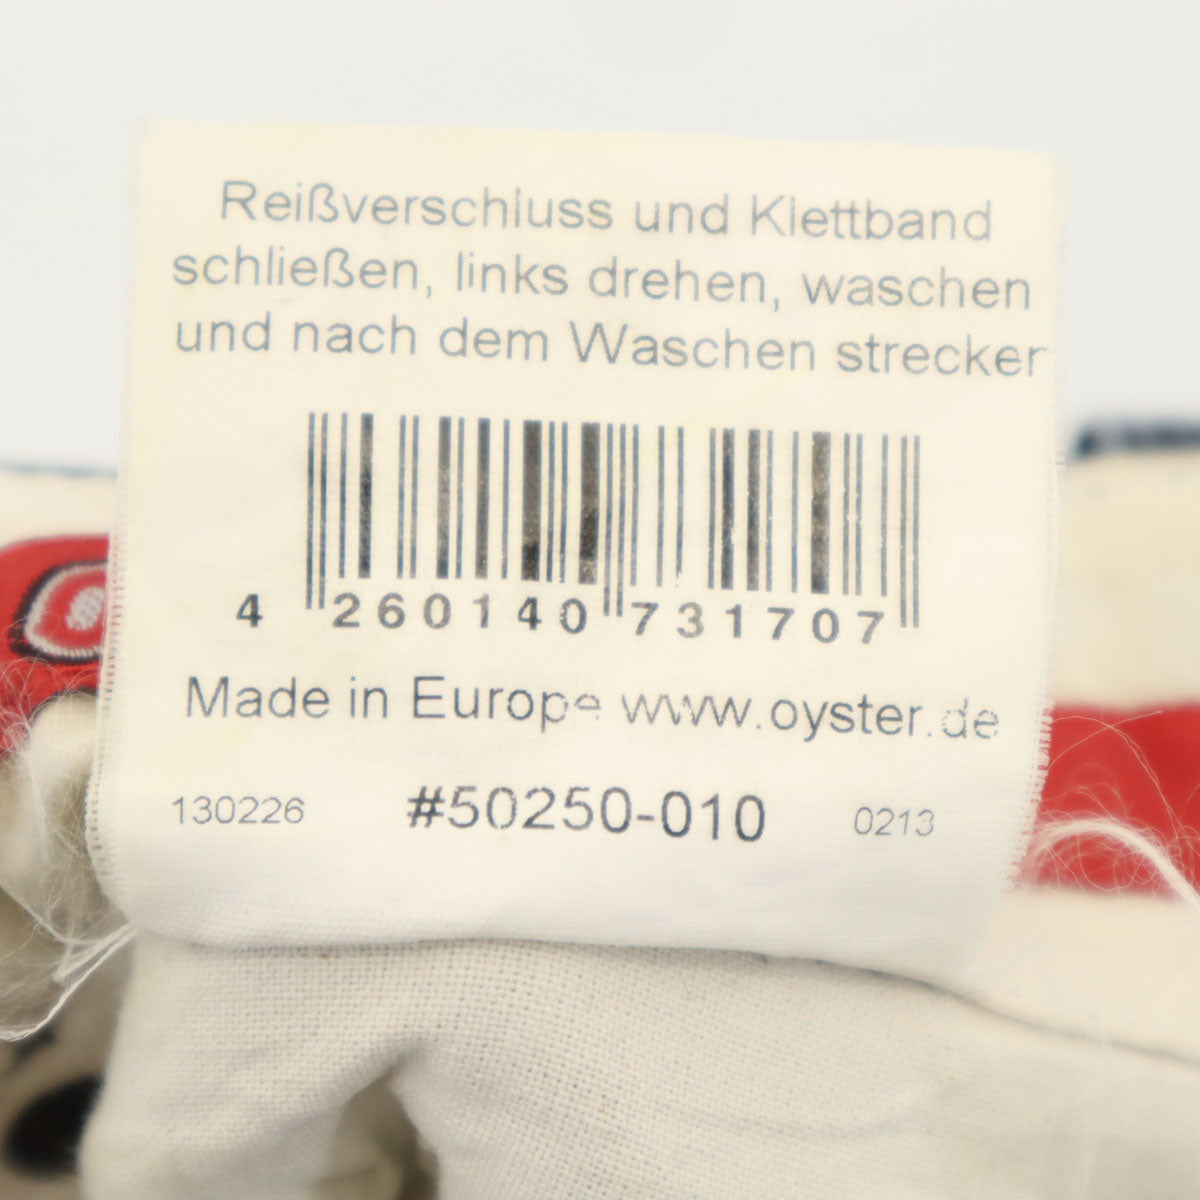 Reißverschluss und Klettband
schließen, links drehen, waschen
und nach dem Waschen strecken
4 260140 731707
Made in Europe www.oyster.de
130226 #50250-010 0213